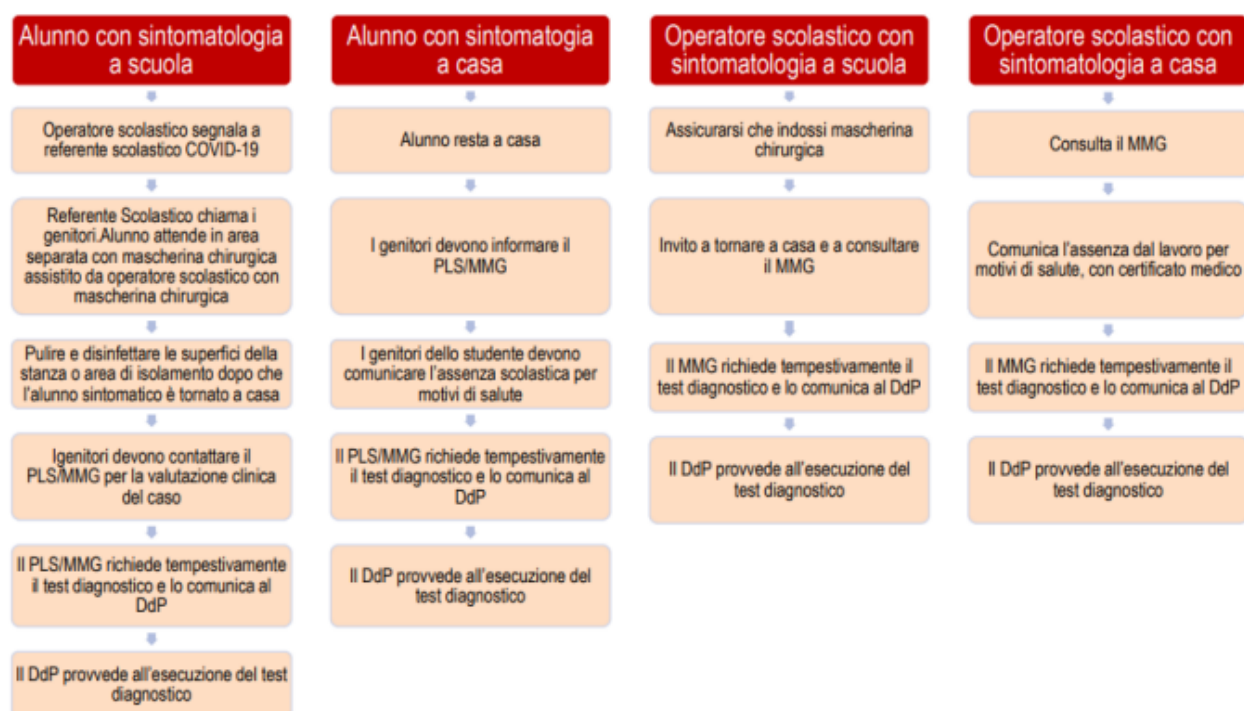 Alunno con sintomatologia
a scuola
Operatore scolastico segnala a
referente scolastico COVID-19
Referente Scolastico chiama i
genitori.Alunno attende in area
separata con mascherina chirurgica
assistito da operatore scolastico con
mascherina chirurgica
Pulire e disinfettare le superfici della
stanza o area di isolamento dopo che
l'alunno sintomatico è tornato a casa
Igenitori devono contattare il
PLS/MMG per la valutazione clinica
del caso
Il PLS/MMG richiede tempestivamente
il test diagnostico e lo comunica al
DdP
Il DdP provvede all'esecuzione del test
diagnostico
Alunno con sintomatogia
a casa
Alunno resta a casa
I genitori devono informare il
PLS/MMG
I genitori dello studente devono
comunicare l'assenza scolastica per
motivi di salute
Il PLS/MMG richiede tempestivamente
il test diagnostico e lo comunica al
DdP
Il DdP provvede all'esecuzione del
test diagnostico
Operatore scolastico con
sintomatologia a scuola
Assicurarsi che indossi mascherina
chirurgica
Invito a tornare a casa e a consultare
il MMG
Il MMG richiede tempestivamente il
test diagnostico e lo comunica al DdP
Il DdP provvede all'esecuzione del
test diagnostico
Operatore scolastico con
sintomatologia a casa
Consulta il MMG
Comunica l'assenza dal lavoro per
motivi di salute, con certificato medico
Il MMG richiede tempestivamente il
test diagnostico e lo comunica al DdP
Il DdP provvede all'esecuzione del
test diagnostico